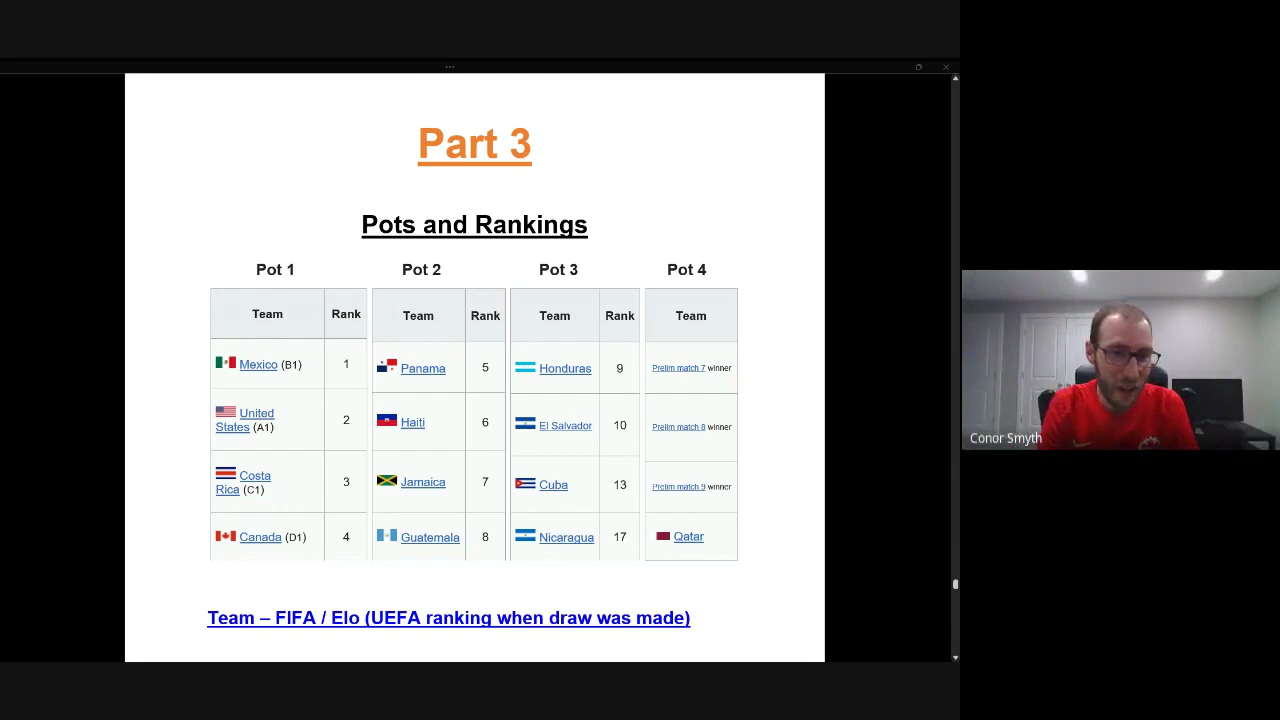 Part 3
Pots and Rankings
Pot 1
Team Rank
Mexico (B1) 1
United
States (A1) 2
Costa
Rica (C1) 3
Canada (D1) 4
Pot 2
Team Rank
Panama 5
Haiti 6
Jamaica 7
Guatemala 8
Pot 3
Team Rank
Honduras 9
El Salvador 10
Cuba 13
Nicaragua 17
Pot 4
Team
Prelim match 7 winner
Prelim match 8 winner
Prelim match 9 winner
Qatar
Team – FIFA / Elo (UEFA ranking when draw was made)
Conor Smyth